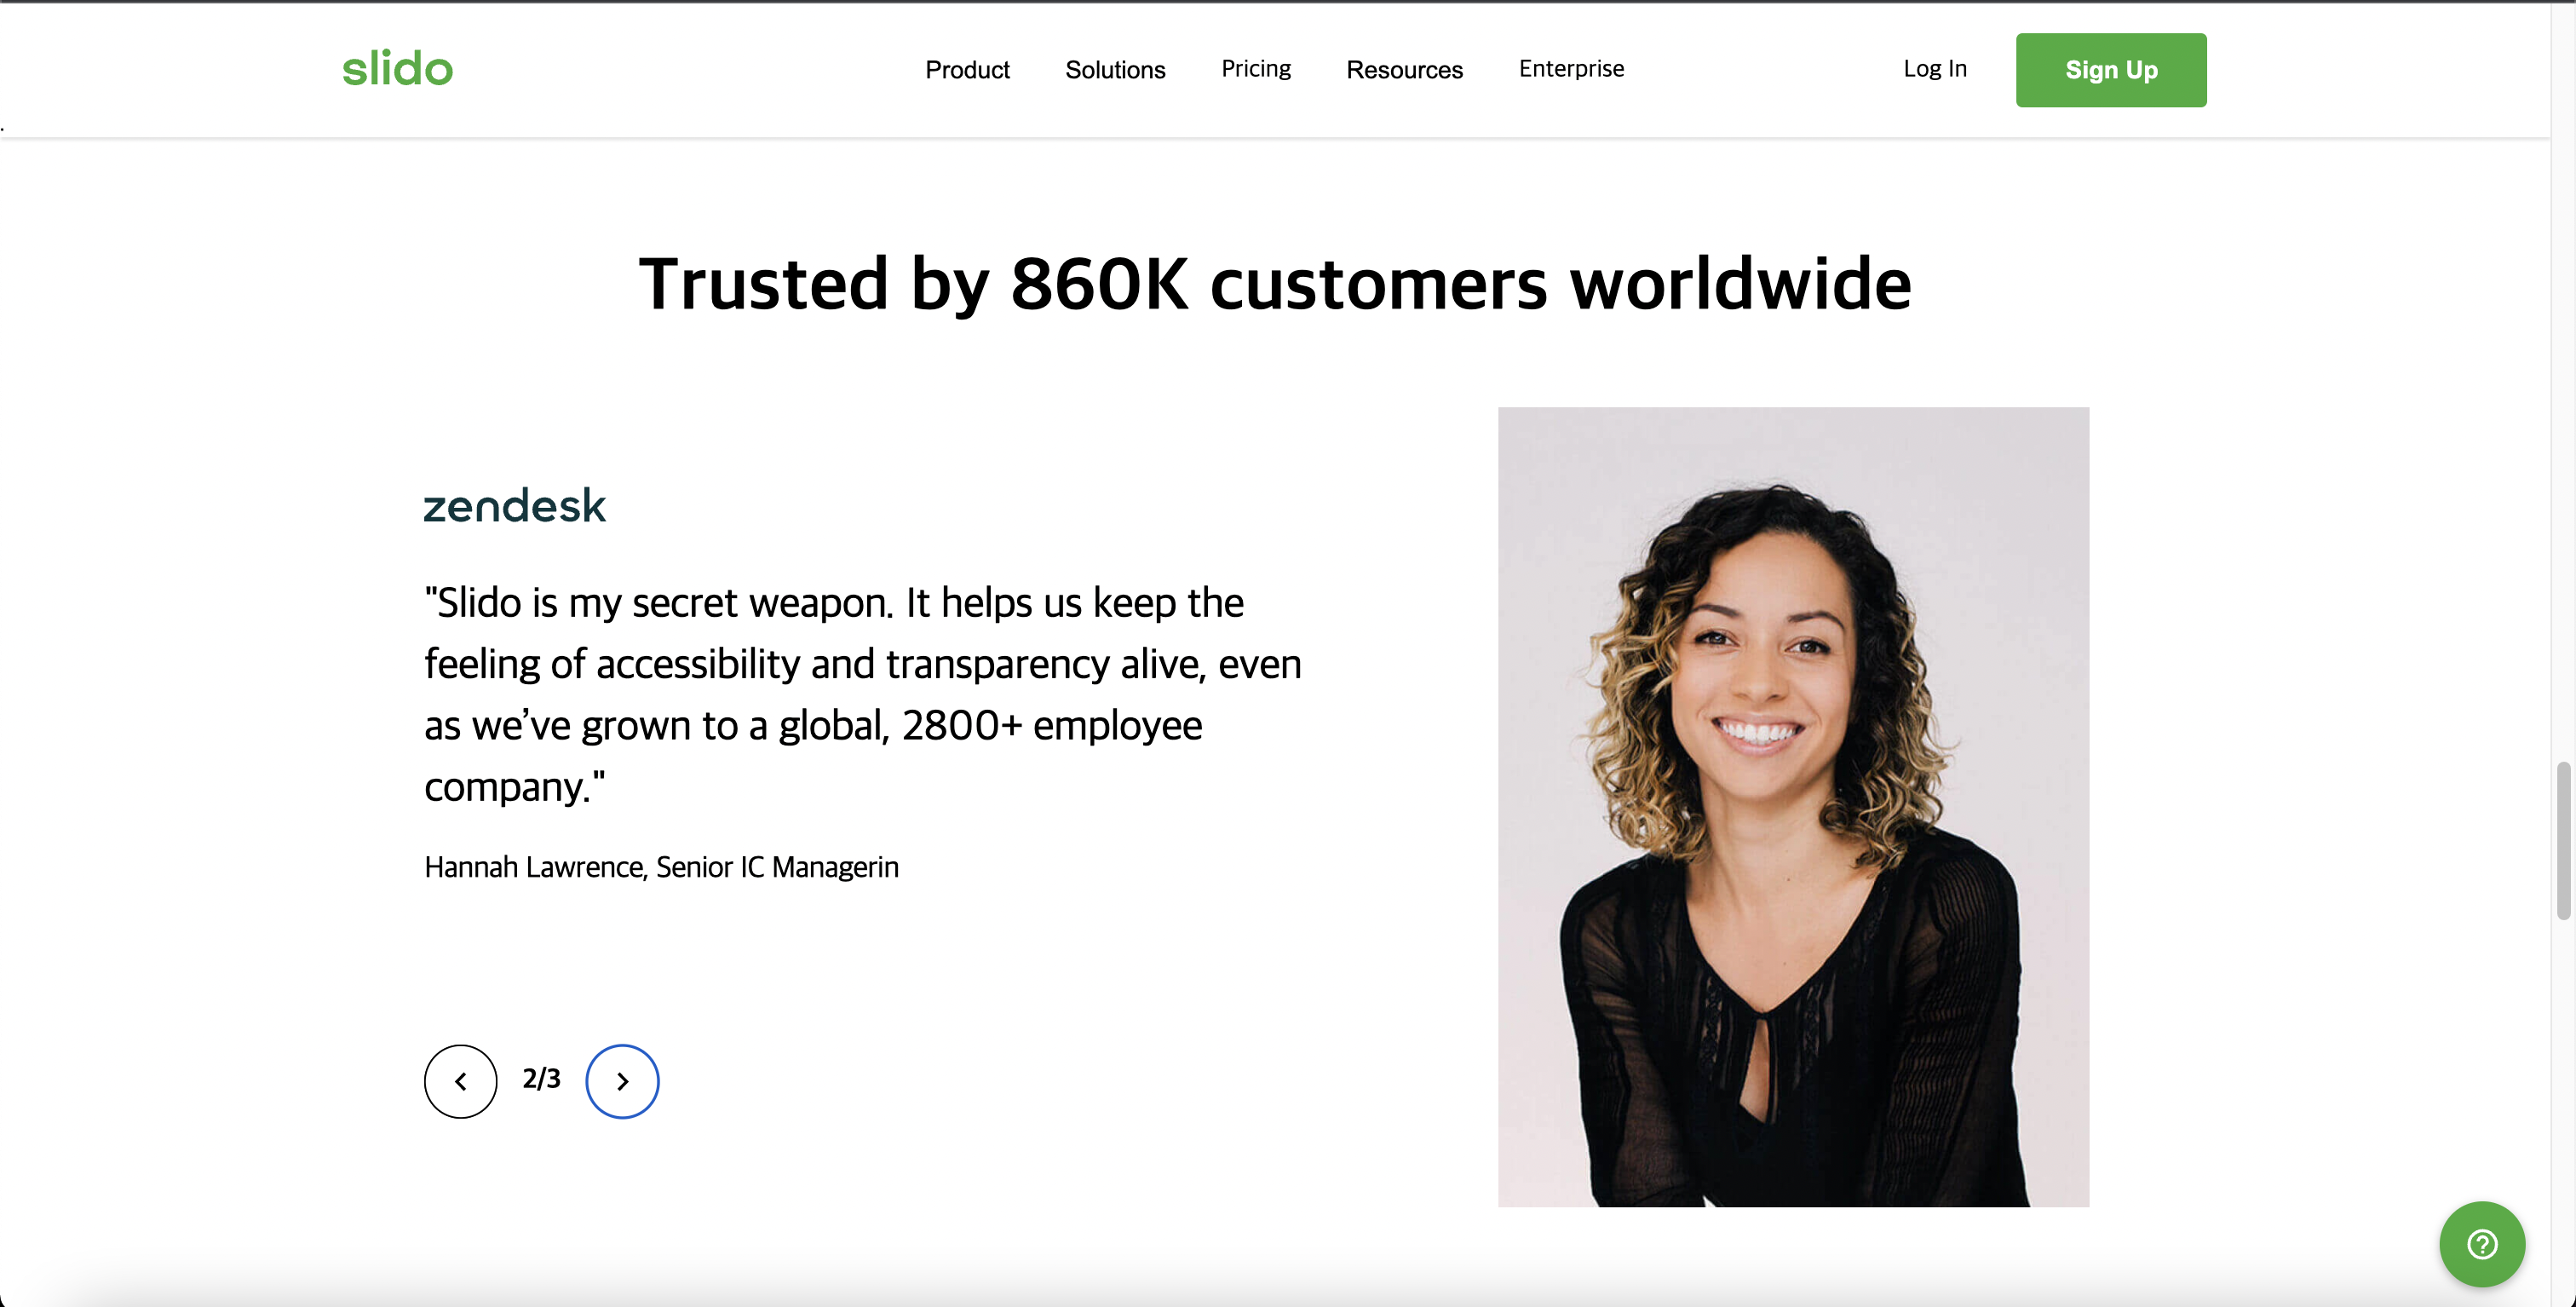 slido
Product Solutions Pricing Resources Enterprise Log In Sign Up
.
Trusted by 860K customers worldwide
zendesk
"Slido is my secret weapon. It helps us keep the
feeling of accessibility and transparency alive, even
as we’ve grown to a global, 2800+ employee
company."
Hannah Lawrence, Senior IC Managerin
2/3
?